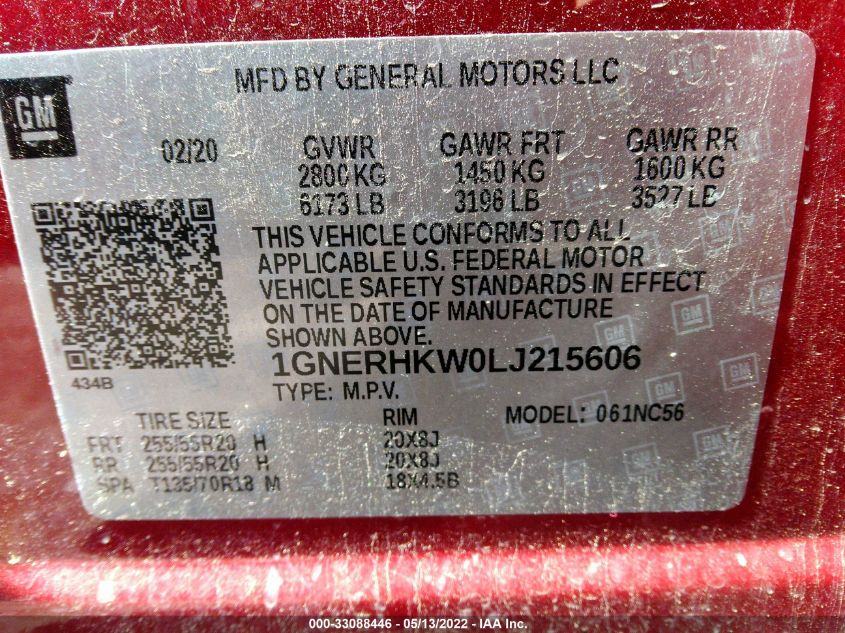 MFD BY GENERAL MOTORS LLC
GM
02/20 GVWR GAWR FRT GAWR RR
2800 KG 1450 KG 1600 KG
6173 LB 3196 LB 3527 LB
THIS VEHICLE CONFORMS TO ALL
APPLICABLE U.S. FEDERAL MOTOR
VEHICLE SAFETY STANDARDS IN EFFECT
ON THE DATE OF MANUFACTURE
SHOWN ABOVE.
1GNERHKW0LJ215606
434B
TYPE: M.P.V.
TIRE SIZE RIM MODEL: 061NC56
FRT 255/55R20 H 20X8J
RR 255/55R20 H 20X8J
SPA T135/70R18 M 18X4.5B
000-33088446 - 05/13/2022 - IAA Inc.